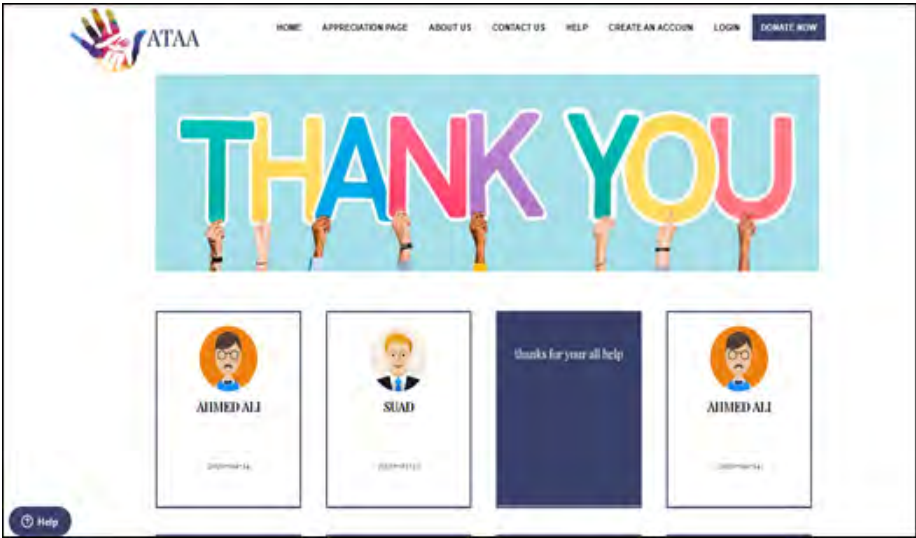 ATAA
HOME APPRECIATION PAGE ABOUT US CONTACT US HELP CREATE AN ACCOUN LOGIN DONATE NOW
THANK YOU
thanks for your all help
AHMED ALI SUAD AHMED ALI
Help